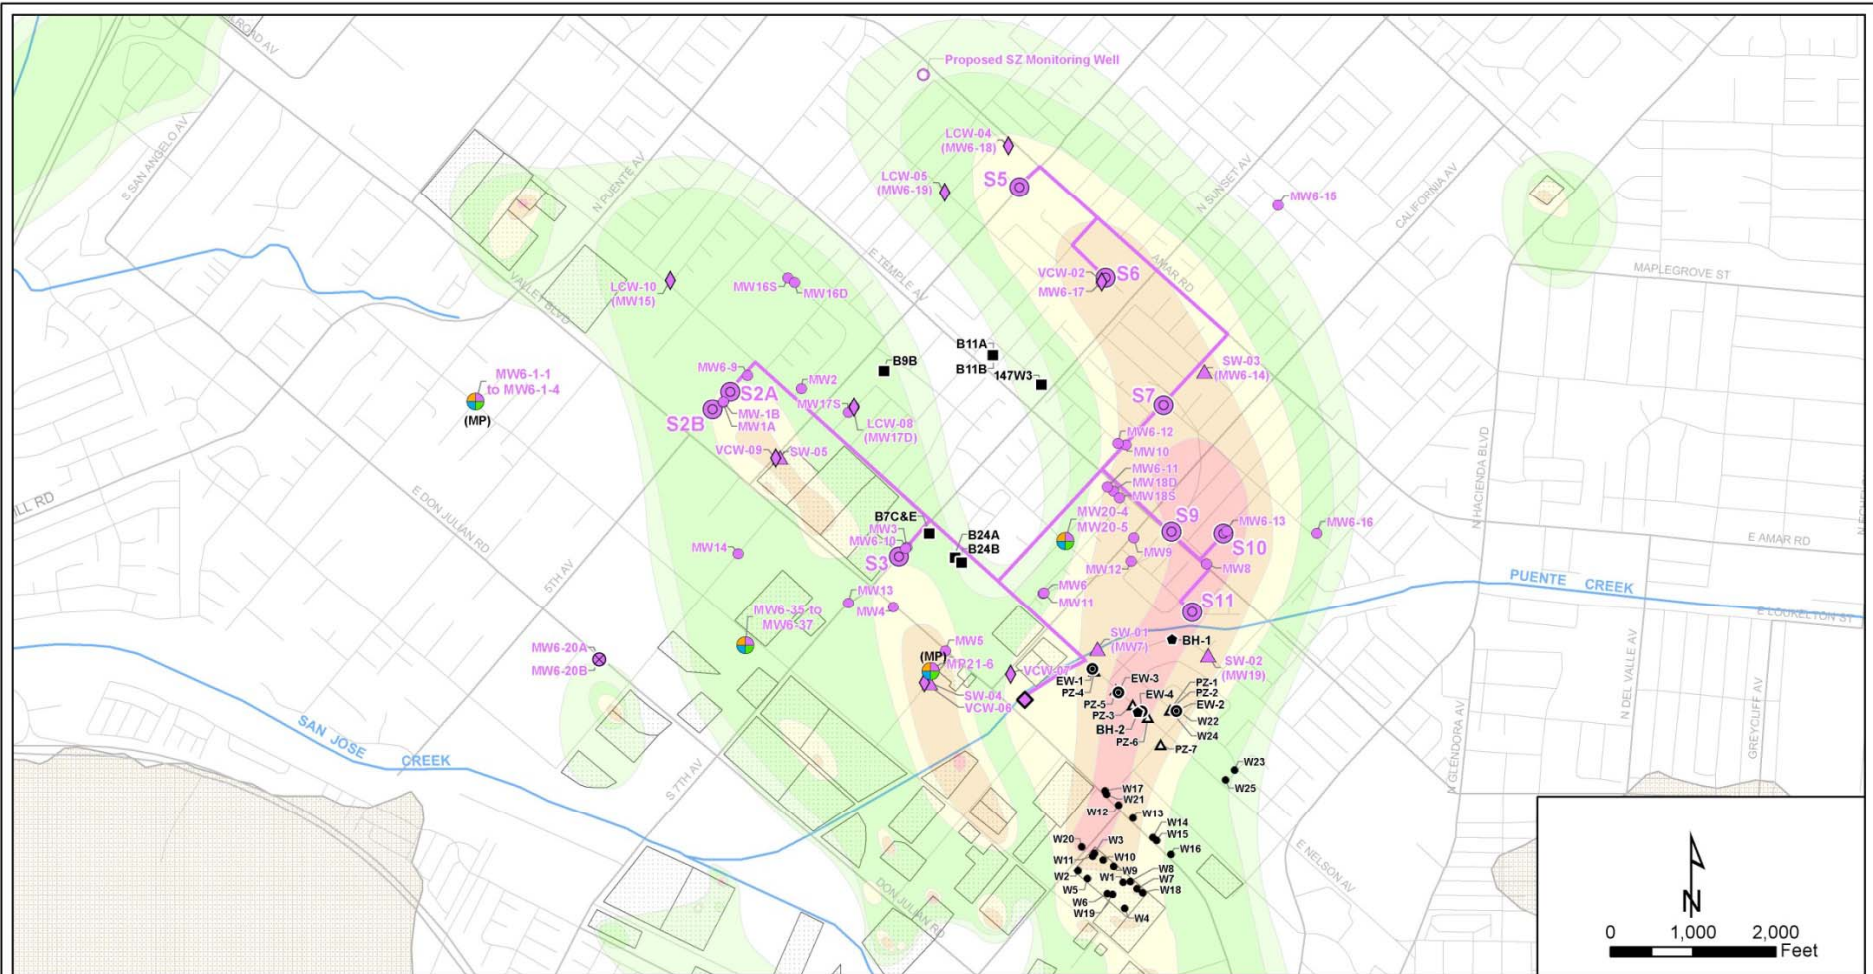 ROAD AV
Proposed SZ Monitoring Well
S SAN ANGELO AV
N PUENTE AV
LCW-04
(MW6-18)
LCW-05
(MW6-19)
S5
N SUNSET AV
MW6-15
CALIFORNIA AV
E TEMPLE AV
AMAR RD
MAPLEGROVE ST
VCW-02
S6
MW6-17
LCW-10
(MW15)
MW16S
MW16D
VALLEY BLVD
B11A
B11B
B9B
147W3
SW-03
(MW6-14)
MW6-1-1
to MW6-1-4
(MP)
MW6-9
S2A
MW2
S2B
MW-1B
MW1A
MW17S
LCW-08
(MW17D)
S7
MW6-12
MW10
VCW-09
SW-05
N HACIENDA BLVD
MW6-11
MW18D
MW18S
ILL RD
E DON JULIAN RD
B7C&E
MW3
MW6-10
S3
B24A
B24B
MW20-4
MW20-5
S9
MW6-13
S10
MW6-16
E AMAR RD
MW14
MW9
MW12
MW8
5TH AV
MW6
MW11
PUENTE CREEK
MW13
MW4
S11
E LOUKELTON ST
MW6-35 to
MW6-37
MW6-20A
MW6-20B
MW5
(MP)
MP21-6
SW-04
VCW-06
VCW-07
SW-01
(MW7)
BH-1
SW-02
(MW19)
EW-1
PZ-4
EW-3
PZ-5
EW-4
PZ-3
BH-2
PZ-6
PZ-1
PZ-2
EW-2
W22
W24
PZ-7
N DEL VALLE AV
GREYCLIFF AV
N GLENDORA AV
SAN JOSE CREEK
S 7TH AV
W23
W25
W17
W21
W12
W13
W14
W15
W16
W20
W3
W11
W10
W9
W2
W1
W8
W7
W5
W18
W6
W19
W4
DON JULIAN RD
E NELSON AV
N
0 1,000 2,000
Feet